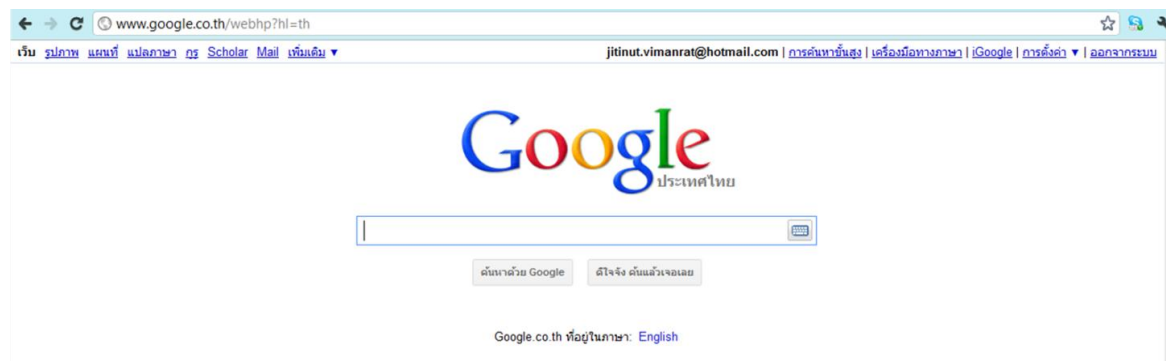 www.google.co.th/webhp?hl=th
เว็บ รูปภาพ แผนที่ แปลภาษา กูรู Scholar Mail เพิ่มเติม ▼ jitinut.vimanrat@hotmail.com | การค้นหาขั้นสูง | เครื่องมือทางภาษา | iGoogle | การตั้งค่า ▼ | ออกจากระบบ
Google
ประเทศไทย
ค้นหาด้วย Google ดีใจจัง ค้นแล้วเจอเลย
Google.co.th ที่อยู่ในภาษา: English